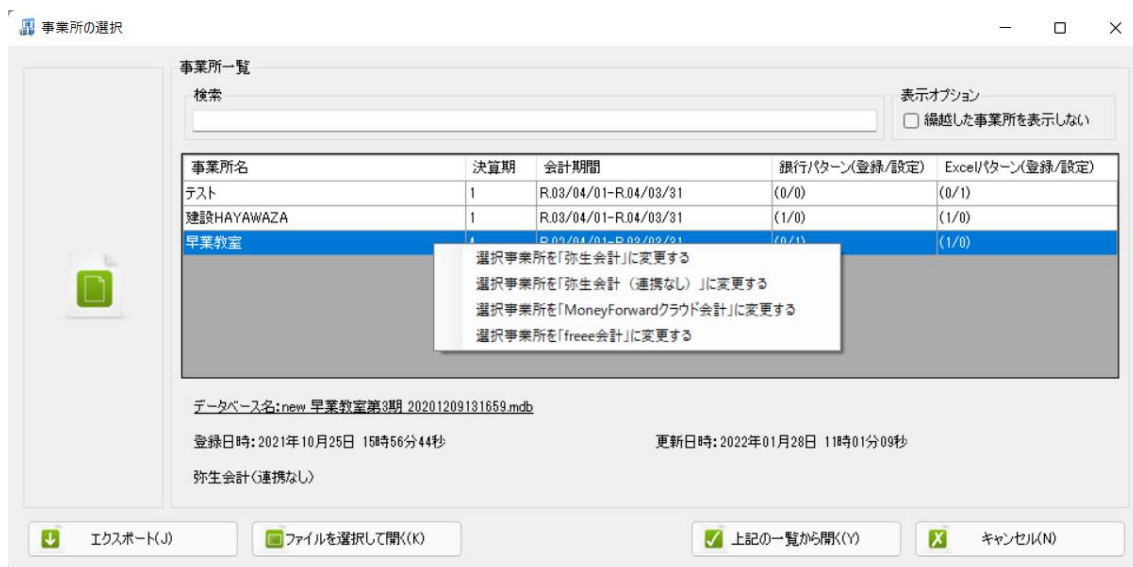 事業所の選択
事業所一覧
検索
表示オプション
繰越した事業所を表示しない
事業所名 決算期 会計期間 銀行パターン(登録/設定) Excelパターン(登録/設定)
テスト 1 R.03/04/01-R.04/03/31 (0/0) (0/1)
建設HAYAWAZA 1 R.03/04/01-R.04/03/31 (1/0) (1/0)
早業教室 4 R.02/04/01-R.03/03/31 (0/1) (1/0)
選択事業所を「弥生会計」に変更する
選択事業所を「弥生会計（連携なし）」に変更する
選択事業所を「MoneyForwardクラウド会計」に変更する
選択事業所を「freee会計」に変更する
データベース名:new 早業教室第3期 20201209131659.mdb
登録日時:2021年10月25日 15時56分44秒 更新日時:2022年01月28日 11時01分09秒
弥生会計(連携なし)
エクスポート(J) ファイルを選択して開く(K) 上記の一覧から開く(Y) キャンセル(N)